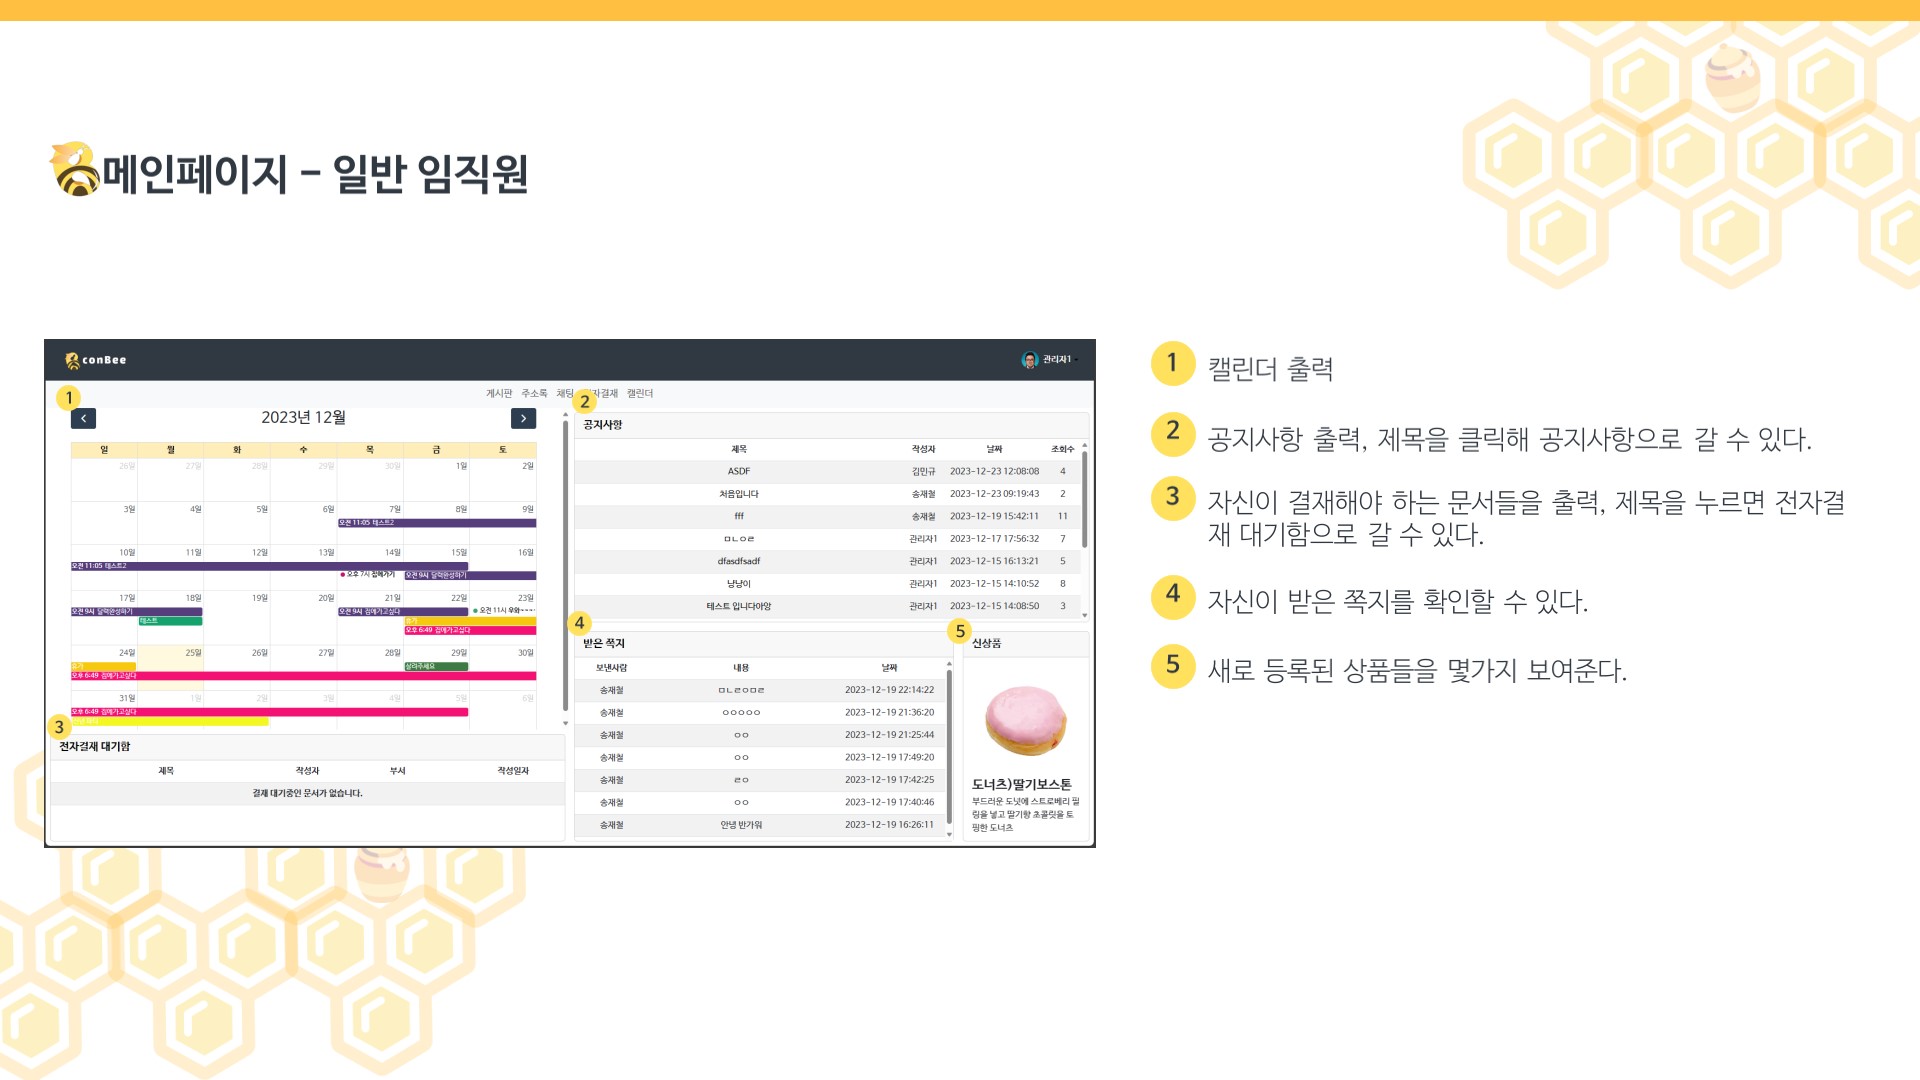 메인페이지 – 일반 임직원
conBee
관리자1
게시판 주소록 채팅 자결재 캘린더
1
2023년 12월
일 월 화 수 목 금 토
26일 27일 28일 29일 30일 1일 2일
3일 4일 5일 6일 7일 8일 9일
오전 11:05 테스트2
10일 11일 12일 13일 14일 15일 16일
오전 11:05 테스트2
오후 7시 집에가기 오전 9시 달력완성하기
17일 18일 19일 20일 21일 22일 23일
오전 9시 달력완성하기 오전 9시 집에가고싶다 오전 11시 우와~~~~
테스트 휴가
오후 6:49 집에가고싶다
24일 25일 26일 27일 28일 29일 30일
휴가 살려주세요
오후 6:49 집에가고싶다
31일 1일 2일 3일 4일 5일 6일
오후 6:49 집에가고싶다
3
전자결재 대기함
제목 작성자 부서 작성일자
결재 대기중인 문서가 없습니다.
2
공지사항
제목 작성자 날짜 조회수
ASDF 김민규 2023-12-23 12:08:08 4
처음입니다 송재철 2023-12-23 09:19:43 2
fff 송재철 2023-12-19 15:42:11 11
ㅁㄴㅇㄹ 관리자1 2023-12-17 17:56:32 7
dfasdfsadf 관리자1 2023-12-15 16:13:21 5
냥냥이 관리자1 2023-12-15 14:10:52 8
테스트 입니다아앙 관리자1 2023-12-15 14:08:50 3
4
받은 쪽지
보낸사람 내용 날짜
송재철 ㅁㄴㄹㅇㅁㄹ 2023-12-19 22:14:22
송재철 ㅇㅇㅇㅇㅇ 2023-12-19 21:36:20
송재철 ㅇㅇ 2023-12-19 21:25:44
송재철 ㅇㅇ 2023-12-19 17:49:20
송재철 ㄹㅇ 2023-12-19 17:42:25
송재철 ㅇㅇ 2023-12-19 17:40:46
송재철 안녕 반가워 2023-12-19 16:26:11
5
신상품
도너츠)딸기보스톤
부드러운 도넛에 스트로베리 필
링을 넣고 딸기향 초콜릿을 토
핑한 도너츠
1 캘린더 출력
2 공지사항 출력, 제목을 클릭해 공지사항으로 갈 수 있다.
3 자신이 결재해야 하는 문서들을 출력, 제목을 누르면 전자결
재 대기함으로 갈 수 있다.
4 자신이 받은 쪽지를 확인할 수 있다.
5 새로 등록된 상품들을 몇가지 보여준다.